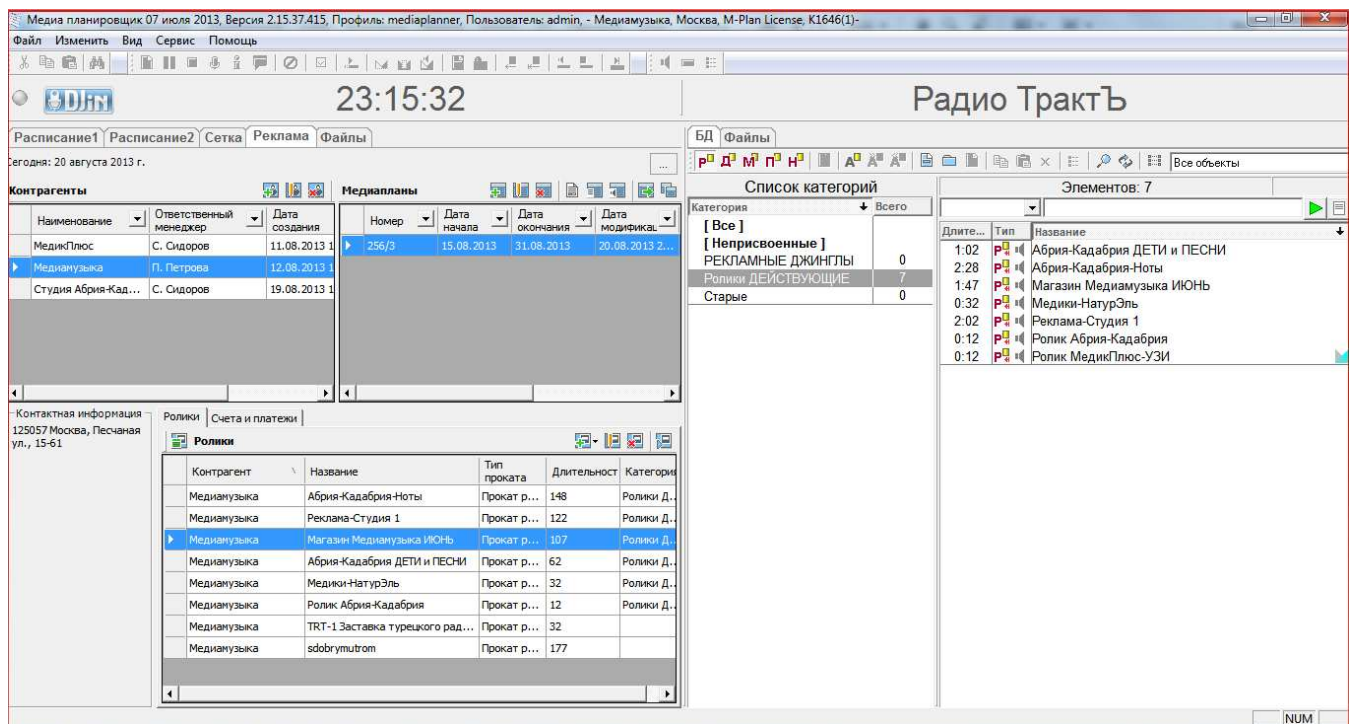 Медиа планировщик 07 июля 2013, Версия 2.15.37.415, Профиль: mediaplanner, Пользователь: admin, - Медиамузыка, Москва, M-Plan License, K1646(1)-
Файл Изменить Вид Сервис Помощь
DJin 23:15:32 Радио ТрактЪ
Расписание1 Расписание2 Сетка Реклама Файлы
Сегодня: 20 августа 2013 г. ...
Контрагенты
Наименование Ответственный менеджер Дата создания
МедикПлюс С. Сидоров 11.08.2013 1
Медиамузыка П. Петрова 12.08.2013 1
Студия Абрия-Кад... С. Сидоров 19.08.2013 1
Медиапланы
Номер Дата начала Дата окончания Дата модификац
256/3 15.08.2013 31.08.2013 20.08.2013 2...
Контактная информация
125057 Москва, Песчаная
ул., 15-61
Ролики Счета и платежи
Ролики
Контрагент Название Тип проката Длительност Категория
Медиамузыка Абрия-Кадабрия-Ноты Прокат р... 148 Ролики Д..
Медиамузыка Реклама-Студия 1 Прокат р... 122 Ролики Д..
Медиамузыка Магазин Медиамузыка ИЮНЬ Прокат р... 107 Ролики Д..
Медиамузыка Абрия-Кадабрия ДЕТИ и ПЕСНИ Прокат р... 62 Ролики Д..
Медиамузыка Медики-НатурЭль Прокат р... 32 Ролики Д..
Медиамузыка Ролик Абрия-Кадабрия Прокат р... 12 Ролики Д..
Медиамузыка TRT-1 Заставка турецкого рад... Прокат р... 32
Медиамузыка sdobrymutrom Прокат р... 177
БД Файлы
Р Д М П Н А А А Все объекты
Список категорий
Категория Всего
[ Все ]
[ Неприсвоенные ]
РЕКЛАМНЫЕ ДЖИНГЛЫ 0
Ролики ДЕЙСТВУЮЩИЕ 7
Старые 0
Элементов: 7
Длите... Тип Название
1:02 Р Абрия-Кадабрия ДЕТИ и ПЕСНИ
2:28 Р Абрия-Кадабрия-Ноты
1:47 Р Магазин Медиамузыка ИЮНЬ
0:32 Р Медики-НатурЭль
2:02 Р Реклама-Студия 1
0:12 Р Ролик Абрия-Кадабрия
0:12 Р Ролик МедикПлюс-УЗИ
NUM